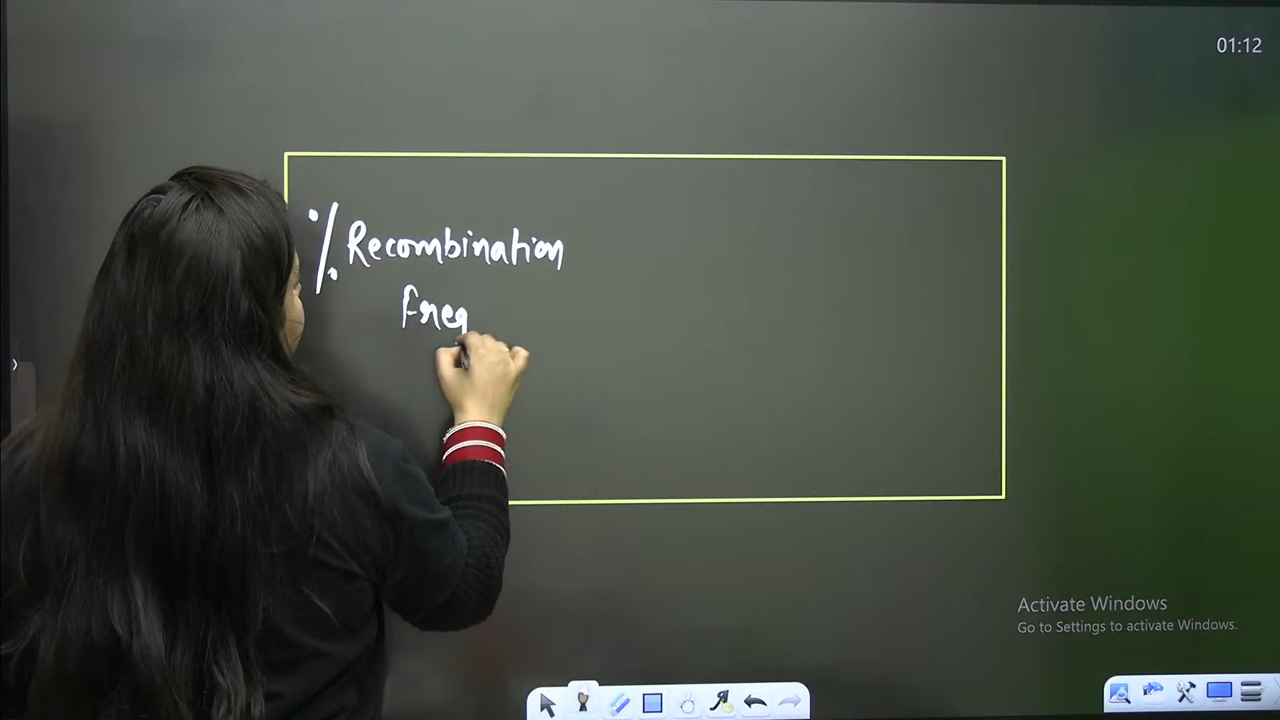 01:12
% Recombination
freq
Activate Windows
Go to Settings to activate Windows.